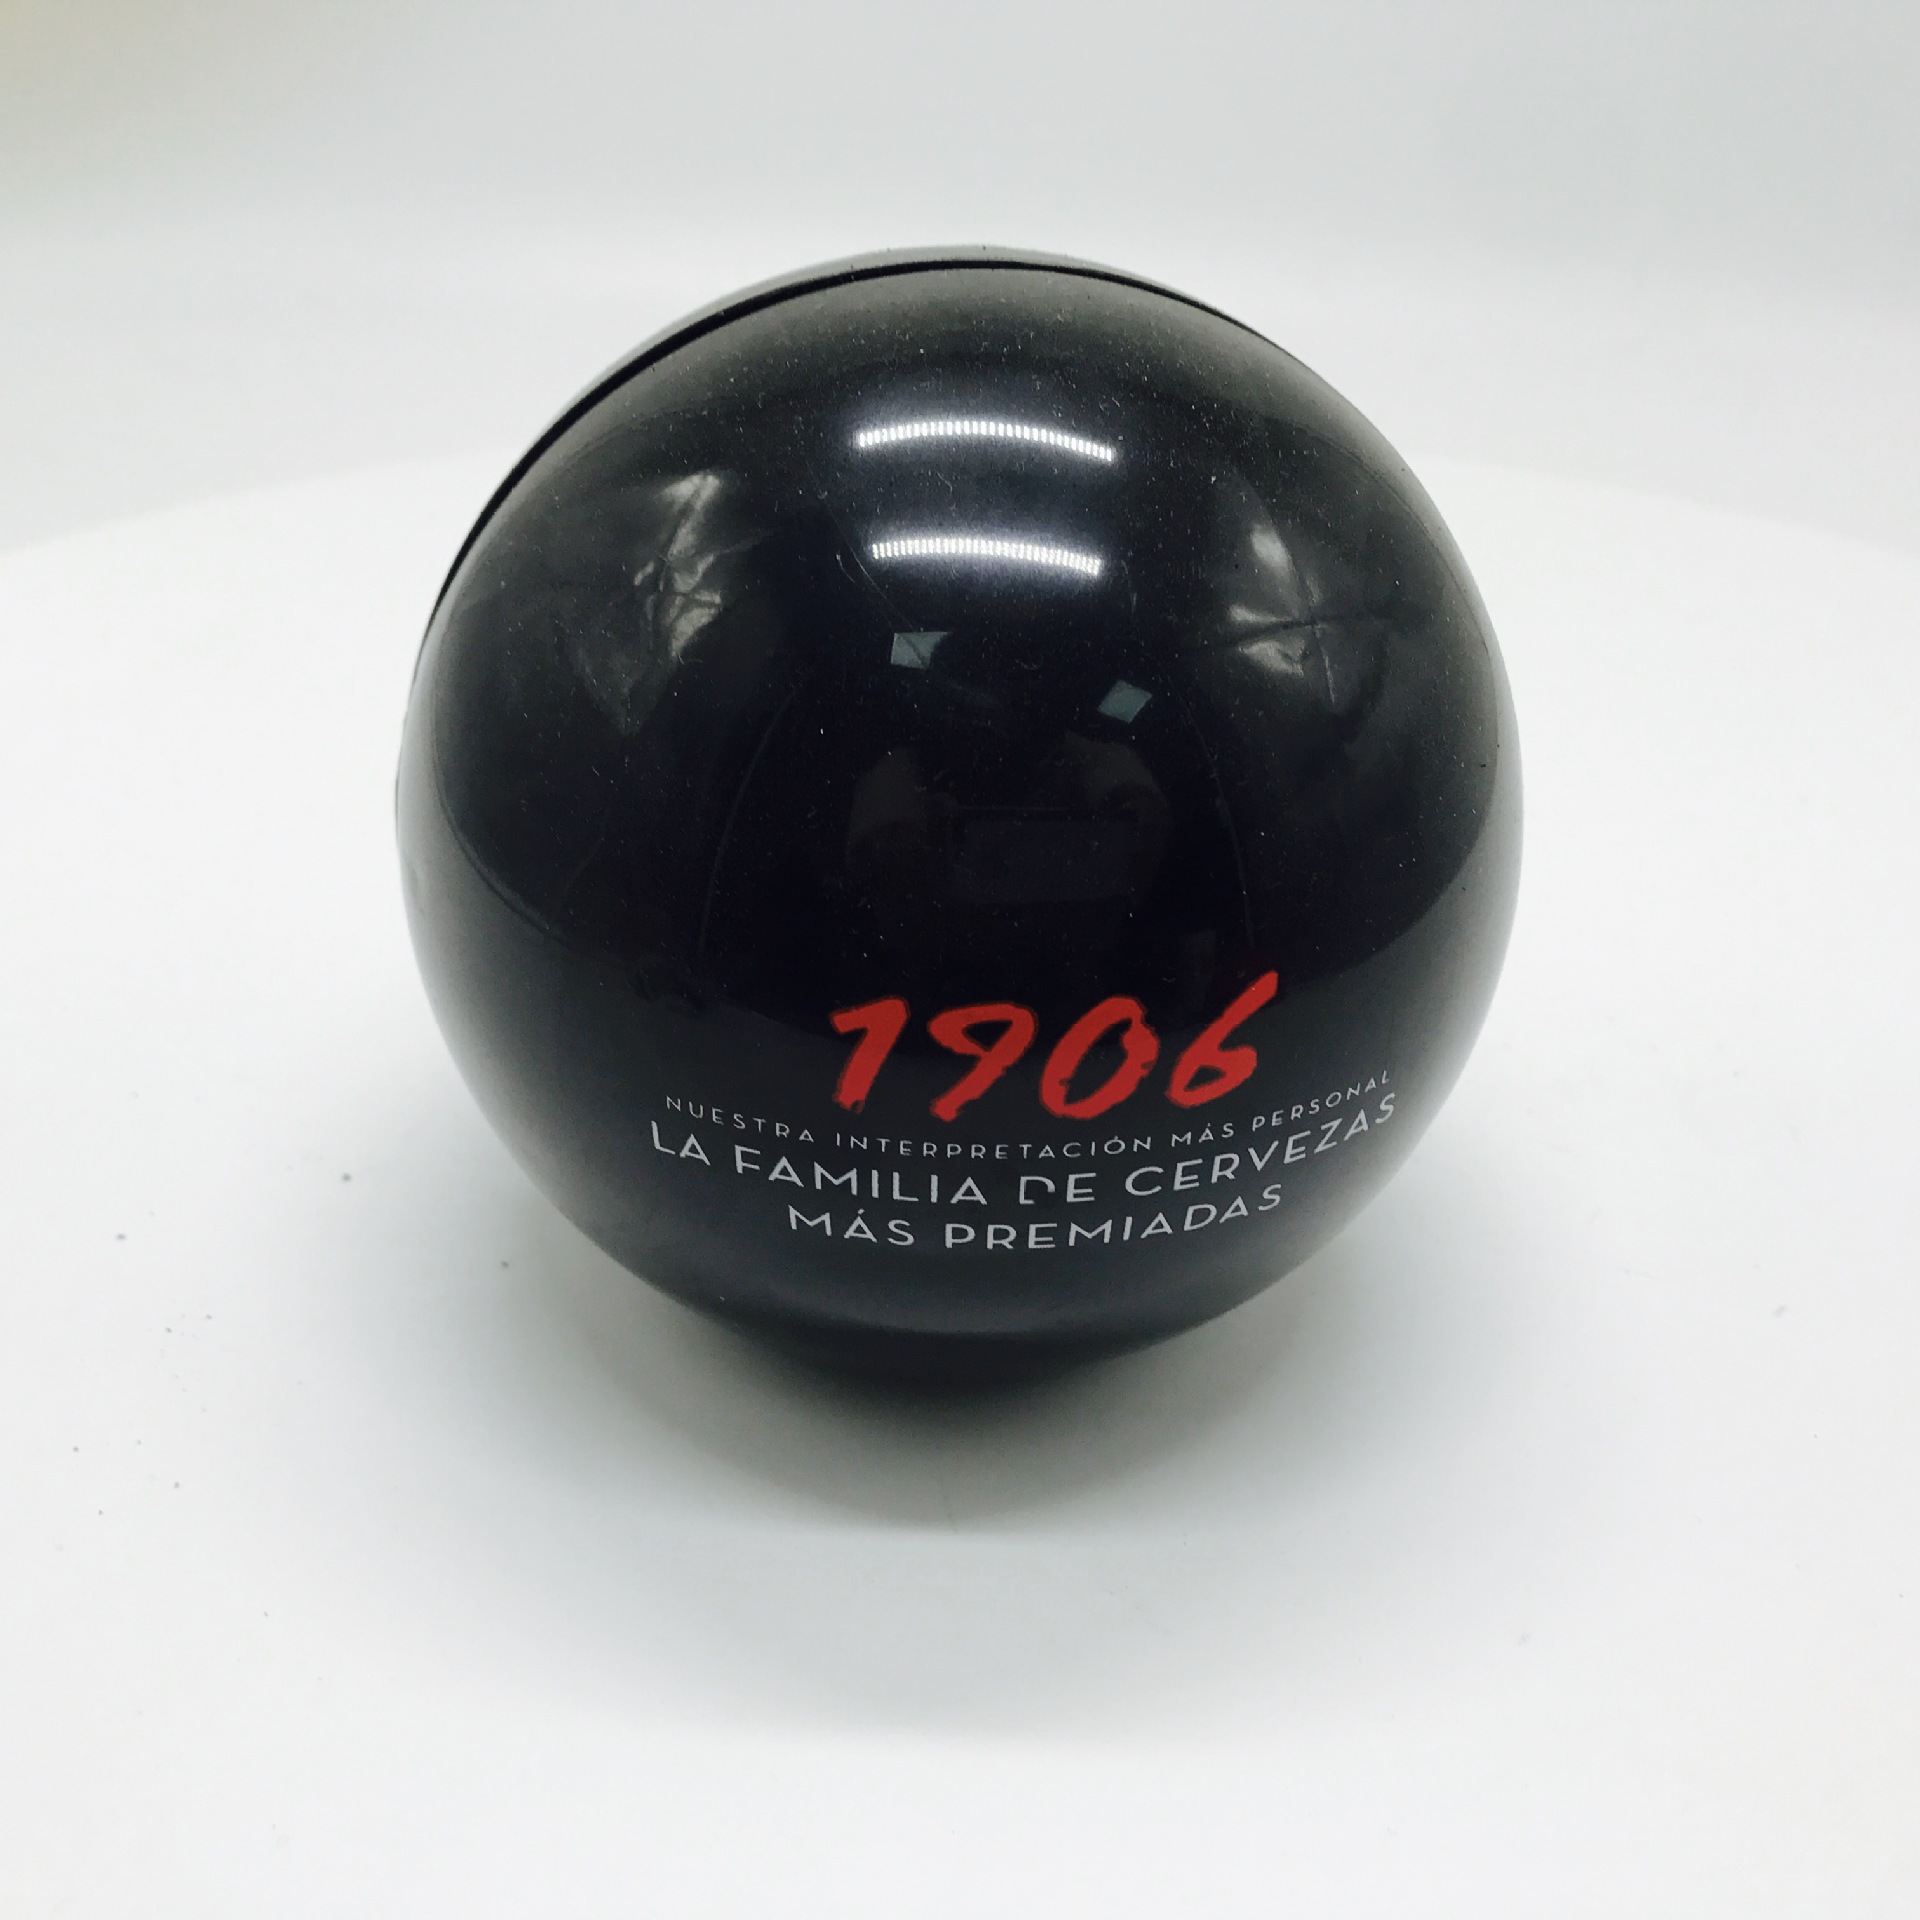 1906
NUESTRA INTERPRETACIÓN MÁS PERSONAL
LA FAMILIA DE CERVEZAS
MÁS PREMIADAS